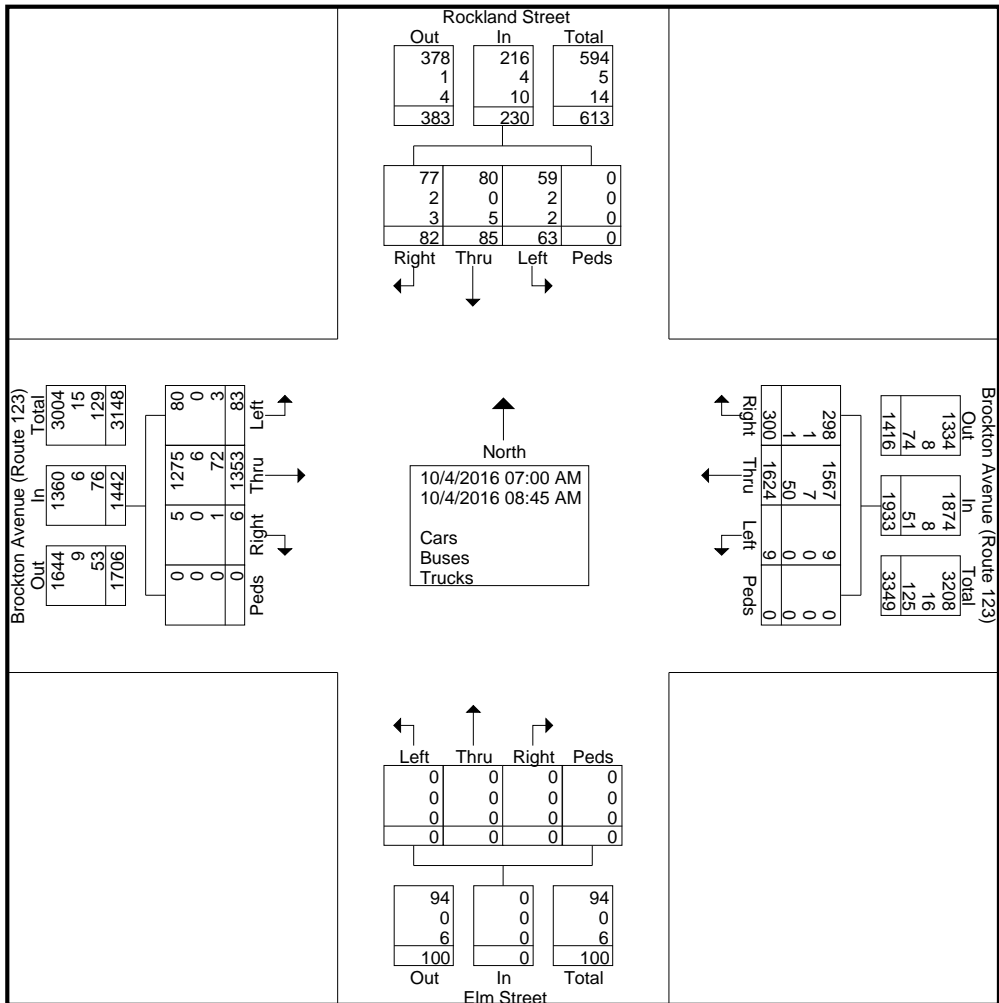 Rockland Street
Out In Total
378 216 594
1 4 5
4 10 14
383 230 613
77 80 59 0
2 0 2 0
3 5 2 0
82 85 63 0
Right Thru Left Peds
Brockton Avenue (Route 123)
Total In Out
3004 1360 1644
15 6 9
129 76 53
3148 1442 1706
80 1275 5 0
0 6 0 0
3 72 1 0
83 1353 6 0
Left Thru Right Peds
North
10/4/2016 07:00 AM
10/4/2016 08:45 AM
Cars
Buses
Trucks
Brockton Avenue (Route 123)
Out In Total
1334 1874 3208
8 8 16
74 51 125
1416 1933 3349
298 1567 9 0
1 7 0 0
1 50 0 0
300 1624 9 0
Right Thru Left Peds
Left Thru Right Peds
0 0 0 0
0 0 0 0
0 0 0 0
0 0 0 0
94 0 94
0 0 0
6 0 6
100 0 100
Out In Total
Elm Street